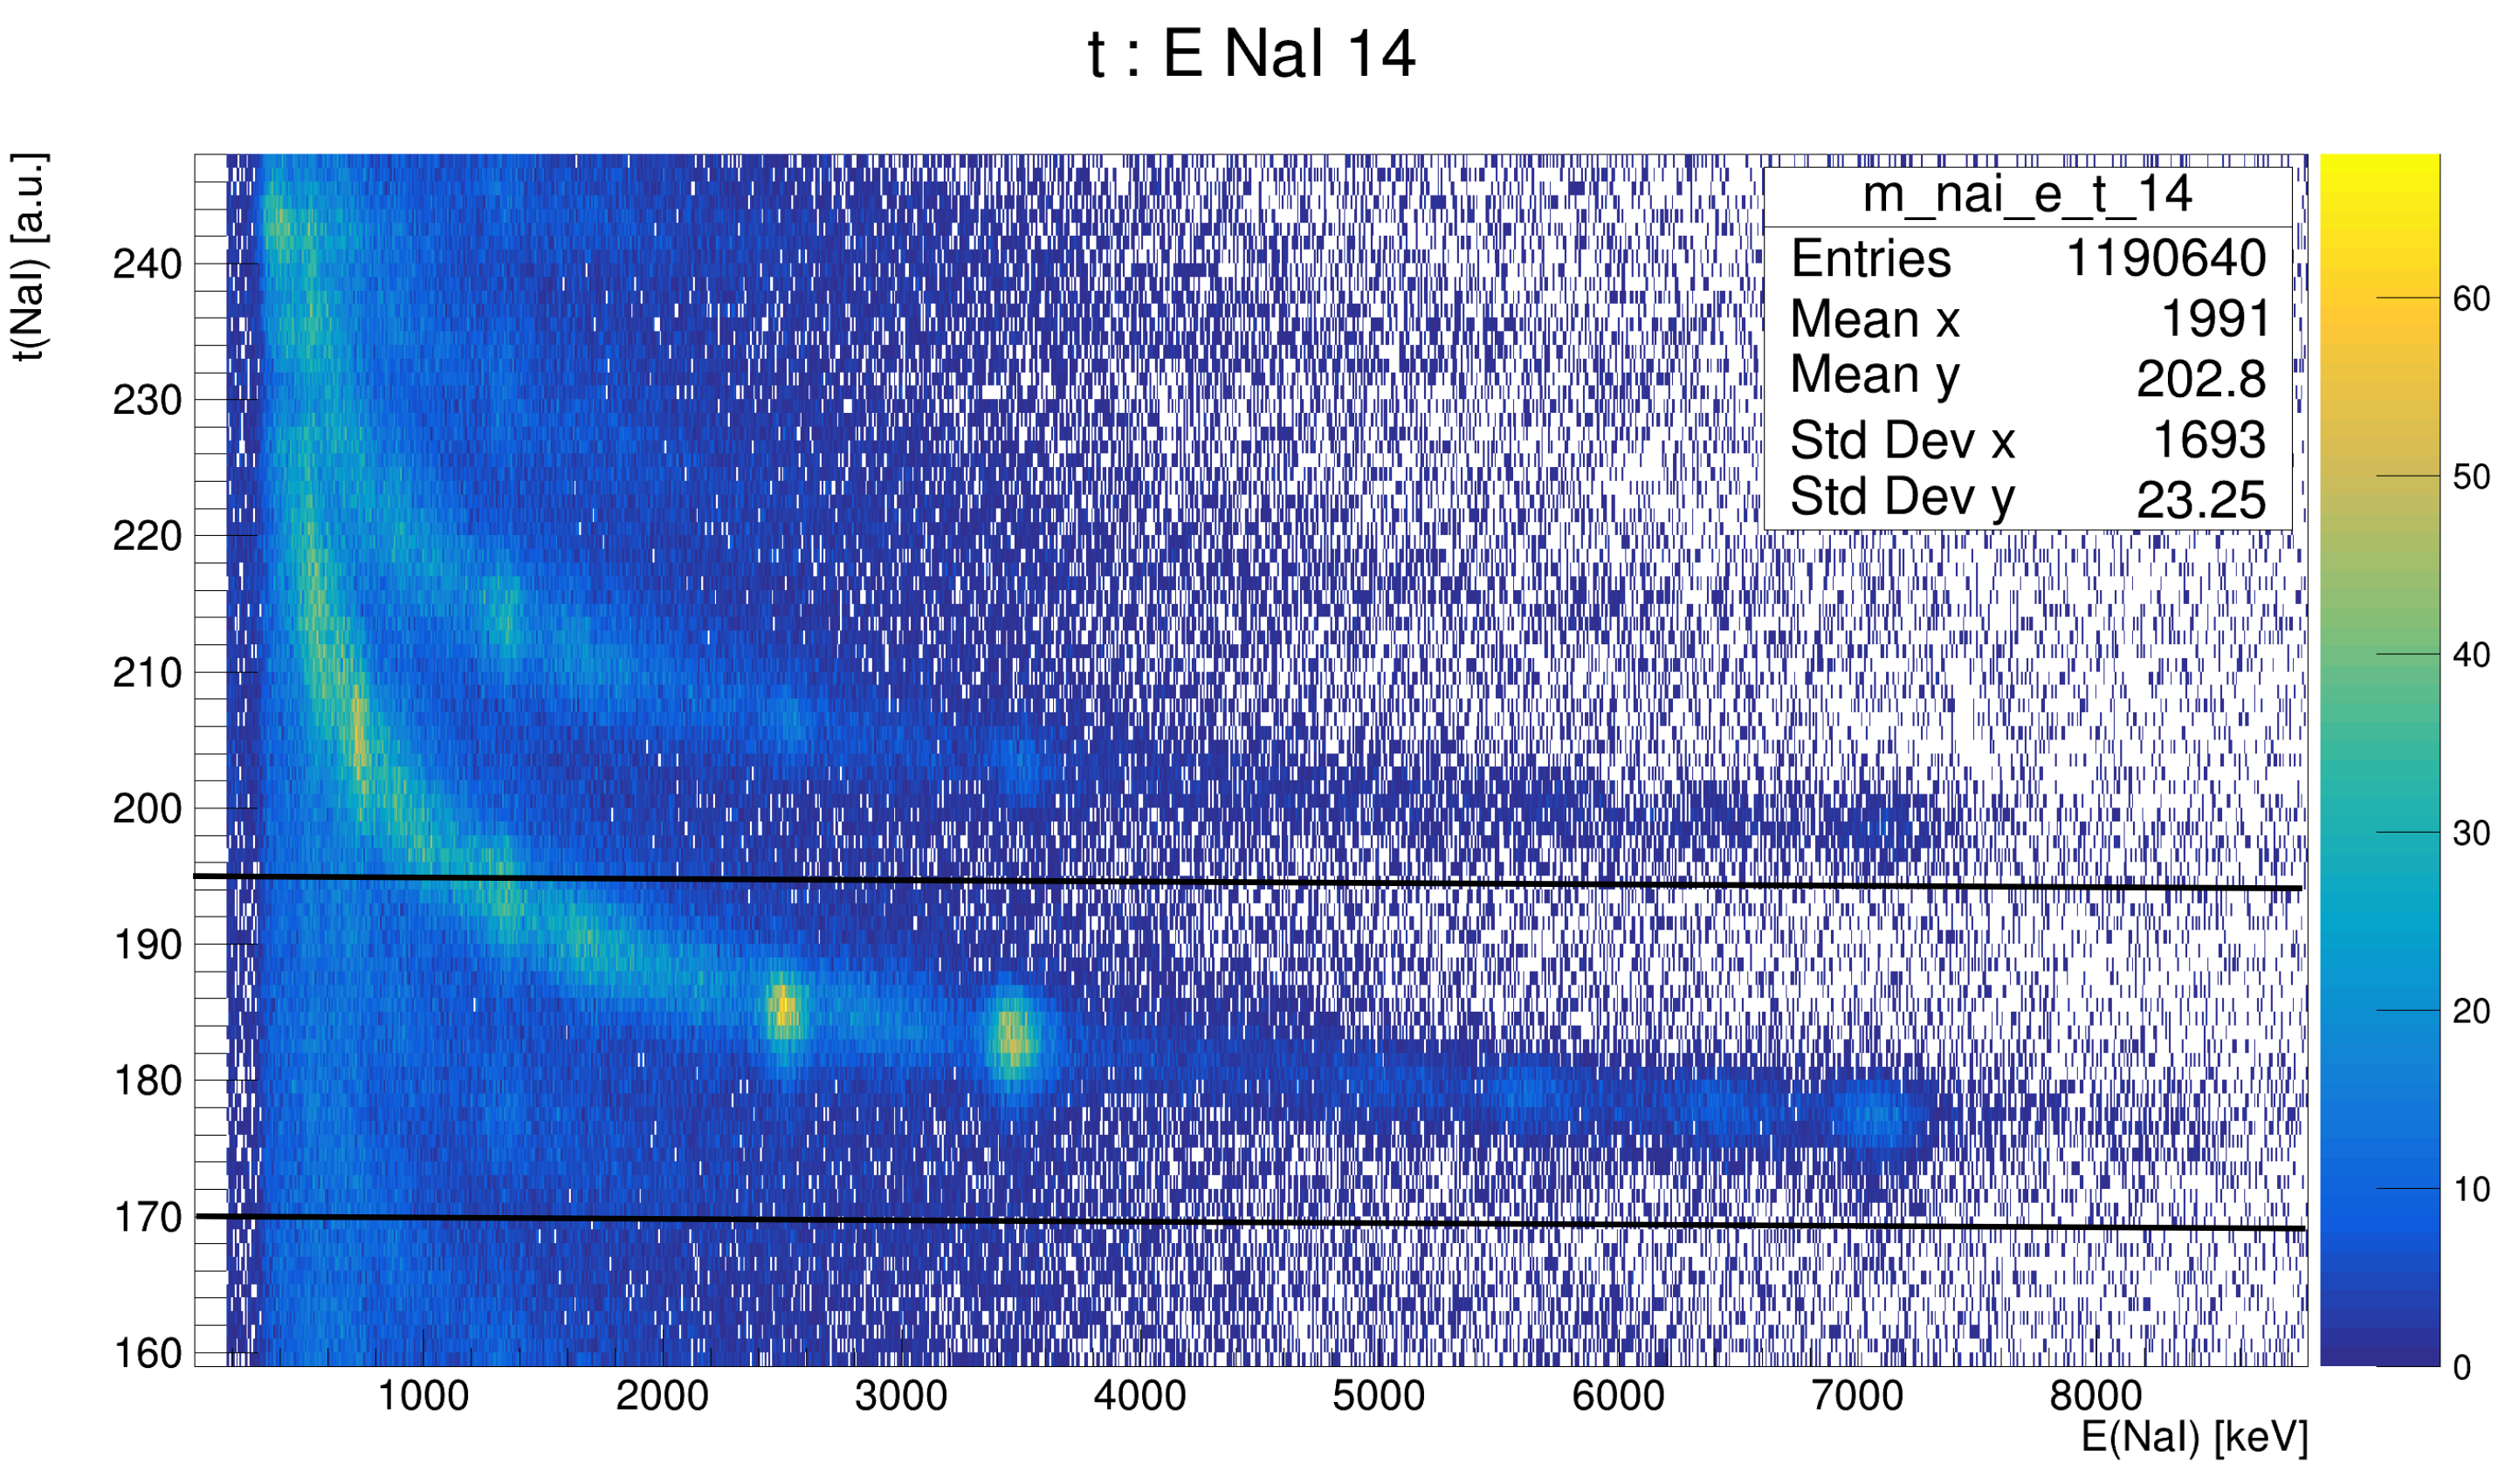 t : E NaI 14
t(NaI) [a.u.]
m_nai_e_t_14
Entries 1190640
Mean x 1991
Mean y 202.8
Std Dev x 1693
Std Dev y 23.25
240
230
220
210
200
190
180
170
160
1000 2000 3000 4000 5000 6000 7000 8000
E(NaI) [keV]
60
50
40
30
20
10
0